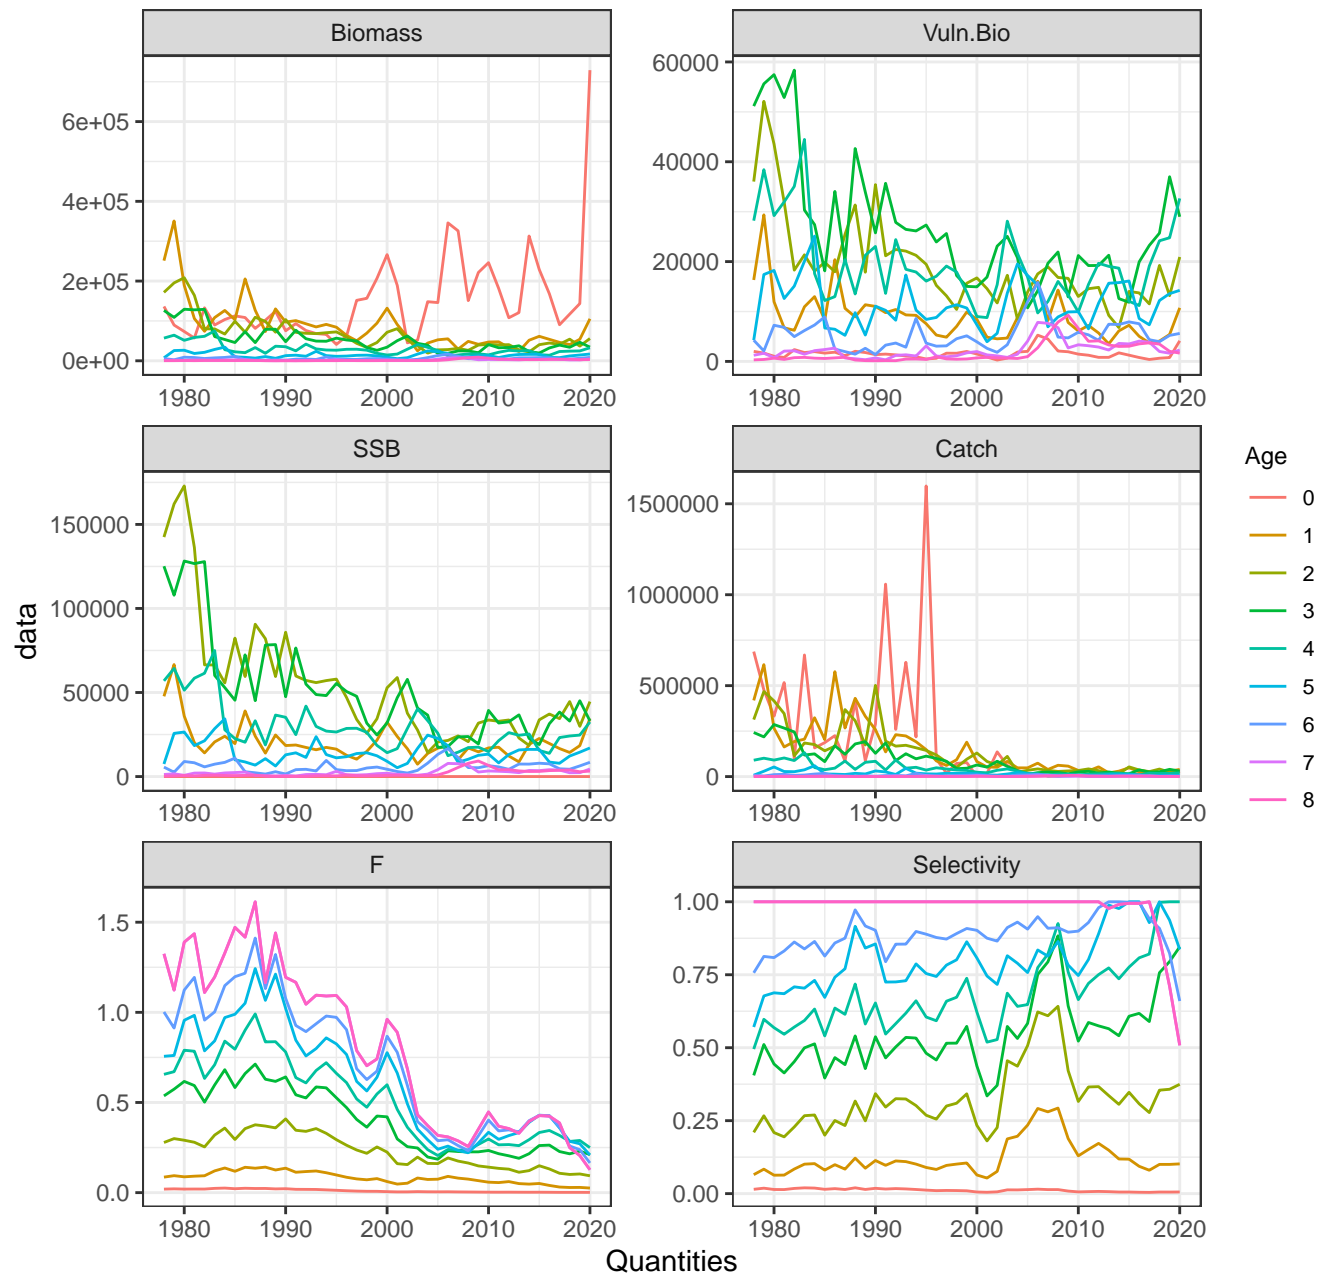 Biomass
Vuln.Bio
6e+05
4e+05
2e+05
0e+00
60000
40000
20000
0
1980 1990 2000 2010 2020
1980 1990 2000 2010 2020
SSB
Catch
150000
100000
50000
0
1500000
1000000
500000
0
1980 1990 2000 2010 2020
1980 1990 2000 2010 2020
F
Selectivity
1.5
1.0
0.5
0.0
1.00
0.75
0.50
0.25
0.00
1980 1990 2000 2010 2020
1980 1990 2000 2010 2020
data
Quantities
Age
0
1
2
3
4
5
6
7
8